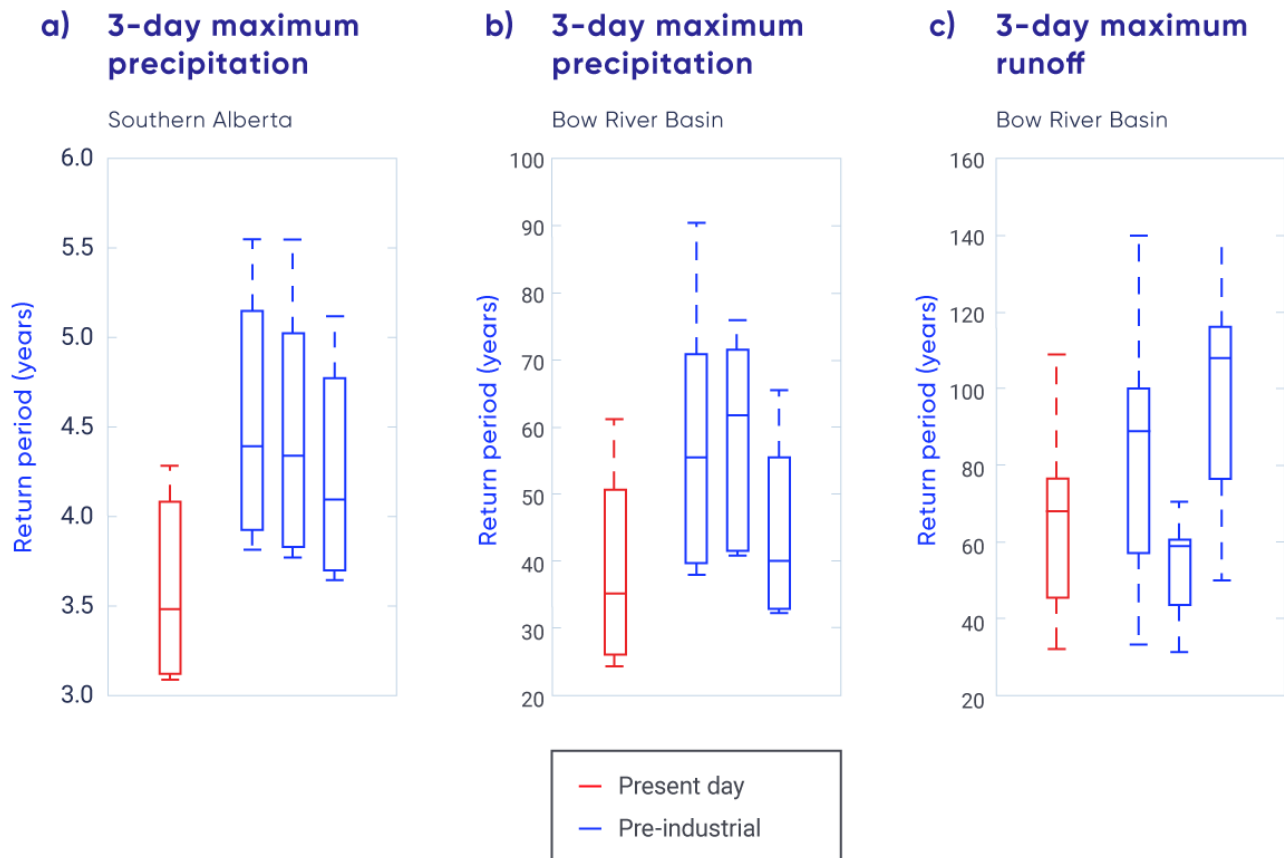 a) 3-day maximum
precipitation
Southern Alberta
Return period (years)
6.0
5.5
5.0
4.5
4.0
3.5
3.0
b) 3-day maximum
precipitation
Bow River Basin
Return period (years)
100
90
80
70
60
50
40
30
20
c) 3-day maximum
runoff
Bow River Basin
Return period (years)
160
140
120
100
80
60
40
20
Present day
Pre-industrial